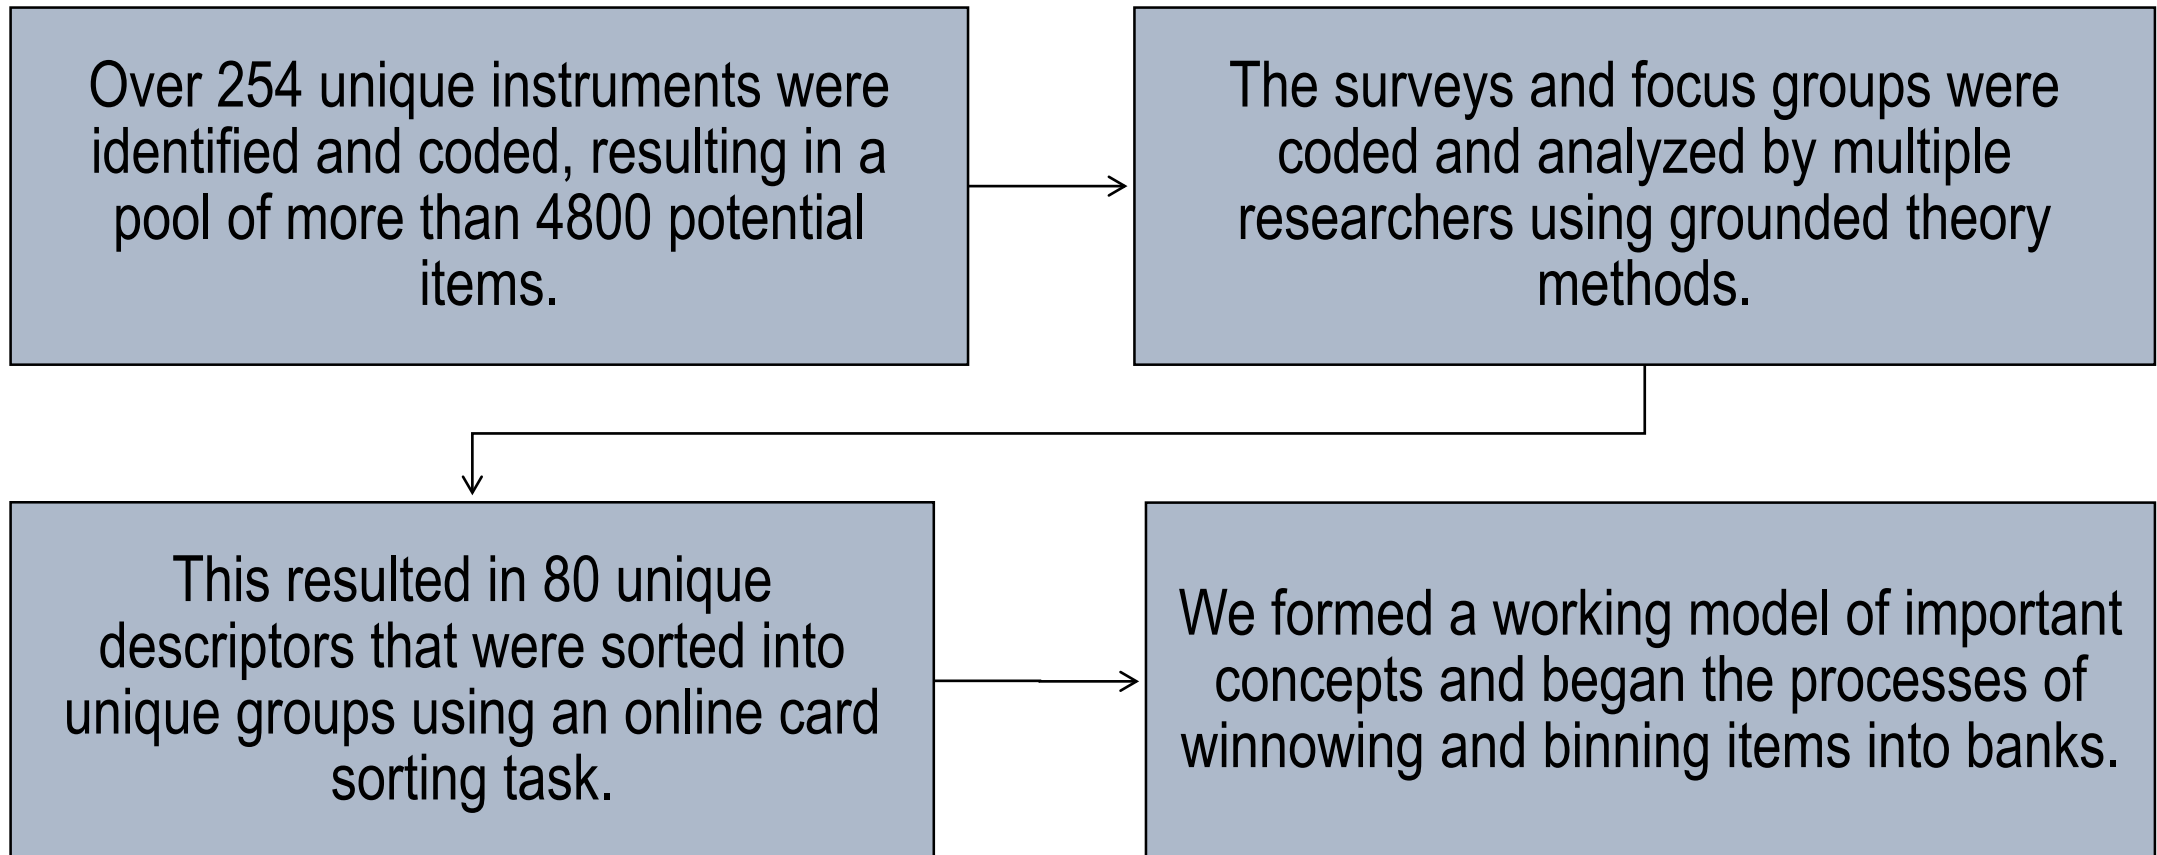 Over 254 unique instruments were
identified and coded, resulting in a
pool of more than 4800 potential
items.
The surveys and focus groups were
coded and analyzed by multiple
researchers using grounded theory
methods.
This resulted in 80 unique
descriptors that were sorted into
unique groups using an online card
sorting task.
We formed a working model of important
concepts and began the processes of
winnowing and binning items into banks.